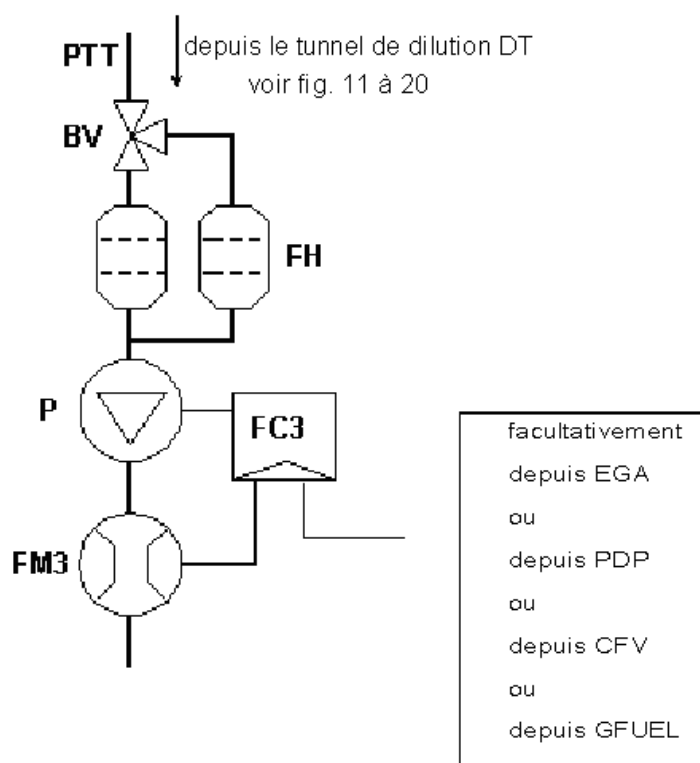 depuis le tunnel de dilution DT
PTT
voir fig. 11 à 20
BV
FH
P
FC3
FM3
facultativement
depuis EGA
ou
depuis PDP
ou
depuis CFV
ou
depuis GFUEL